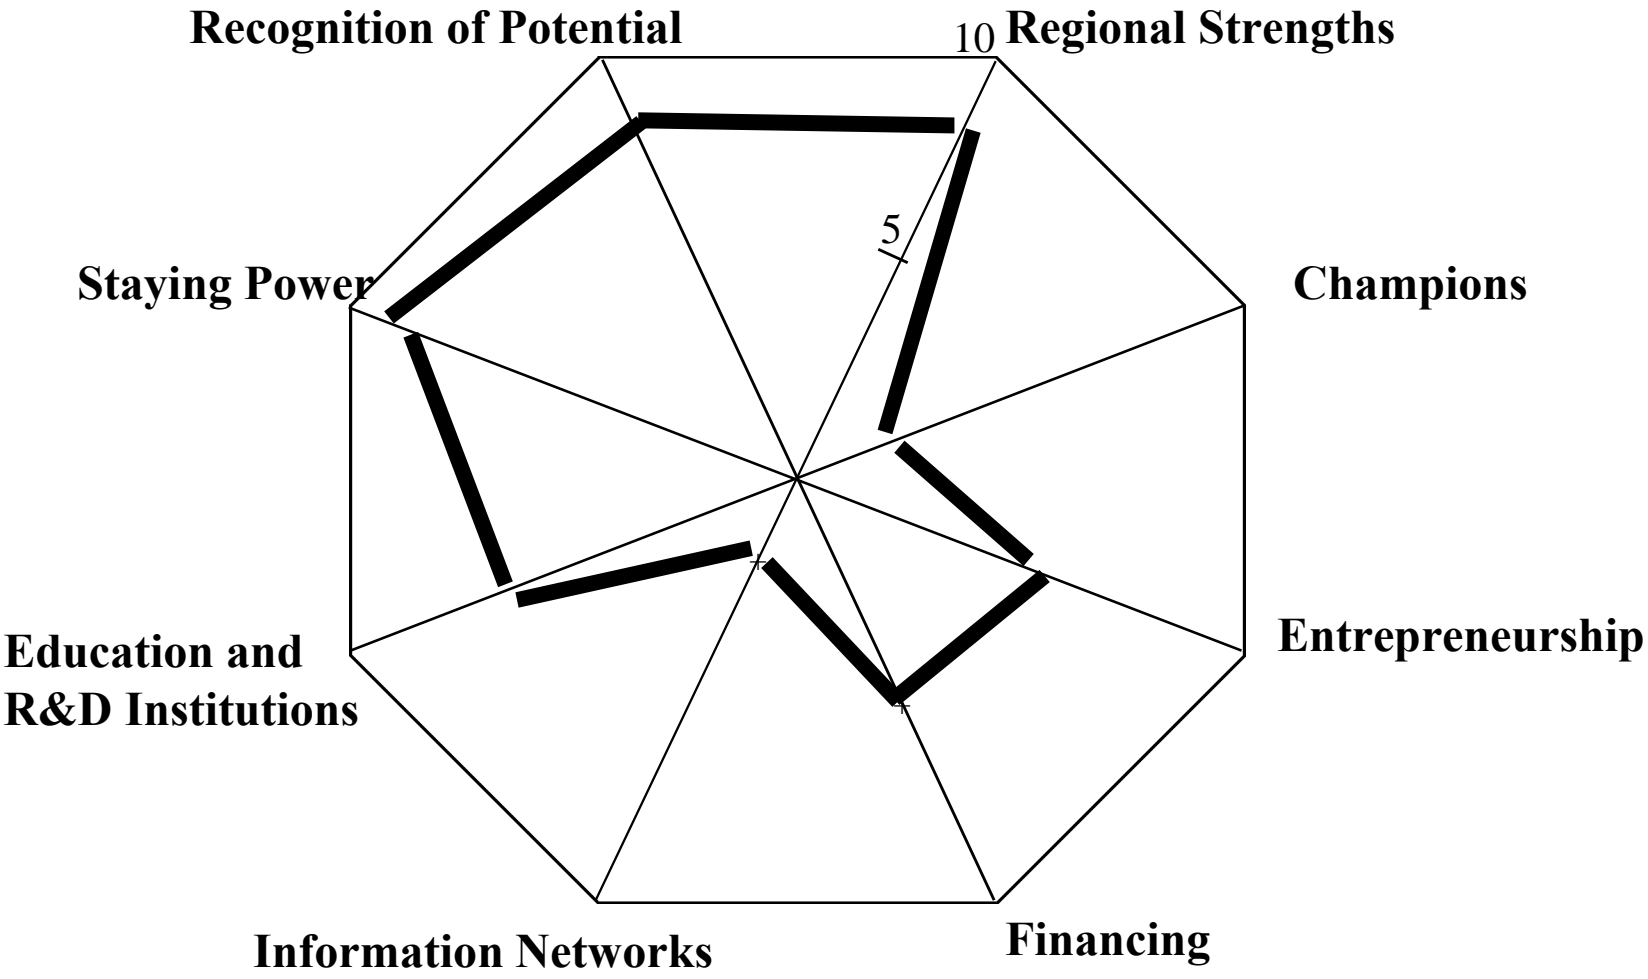 Recognition of Potential
10 Regional Strengths
5
Staying Power
Champions
Entrepreneurship
Education and
R&D Institutions
Financing
Information Networks